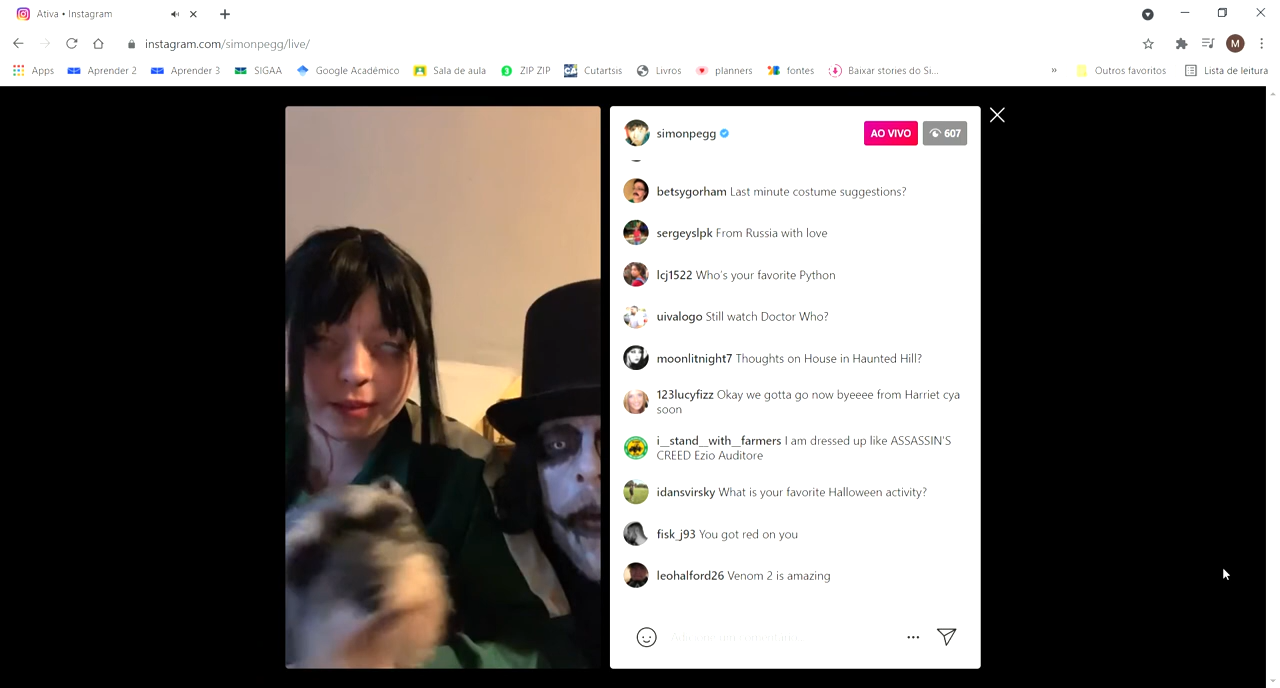 Ativa • Instagram
instagram.com/simonpegg/live/
M
Apps
Aprender 2
Aprender 3
SIGAA
Google Acadêmico
Sala de aula
ZIP ZIP
Cutartsis
Livros
planners
fontes
Baixar stories do Si...
»
Outros favoritos
Lista de leitura
simonpegg
AO VIVO
607
betsygorham Last minute costume suggestions?
sergeyslpk From Russia with love
lcj1522 Who's your favorite Python
uivalogo Still watch Doctor Who?
moonlitnight7 Thoughts on House in Haunted Hill?
123lucyfizz Okay we gotta go now byeeee from Harriet cya
soon
i__stand__with__farmers I am dressed up like ASSASSIN'S
CREED Ezio Auditore
idansvirsky What is your favorite Halloween activity?
fisk_j93 You got red on you
leohalford26 Venom 2 is amazing
Adicione um comentário...